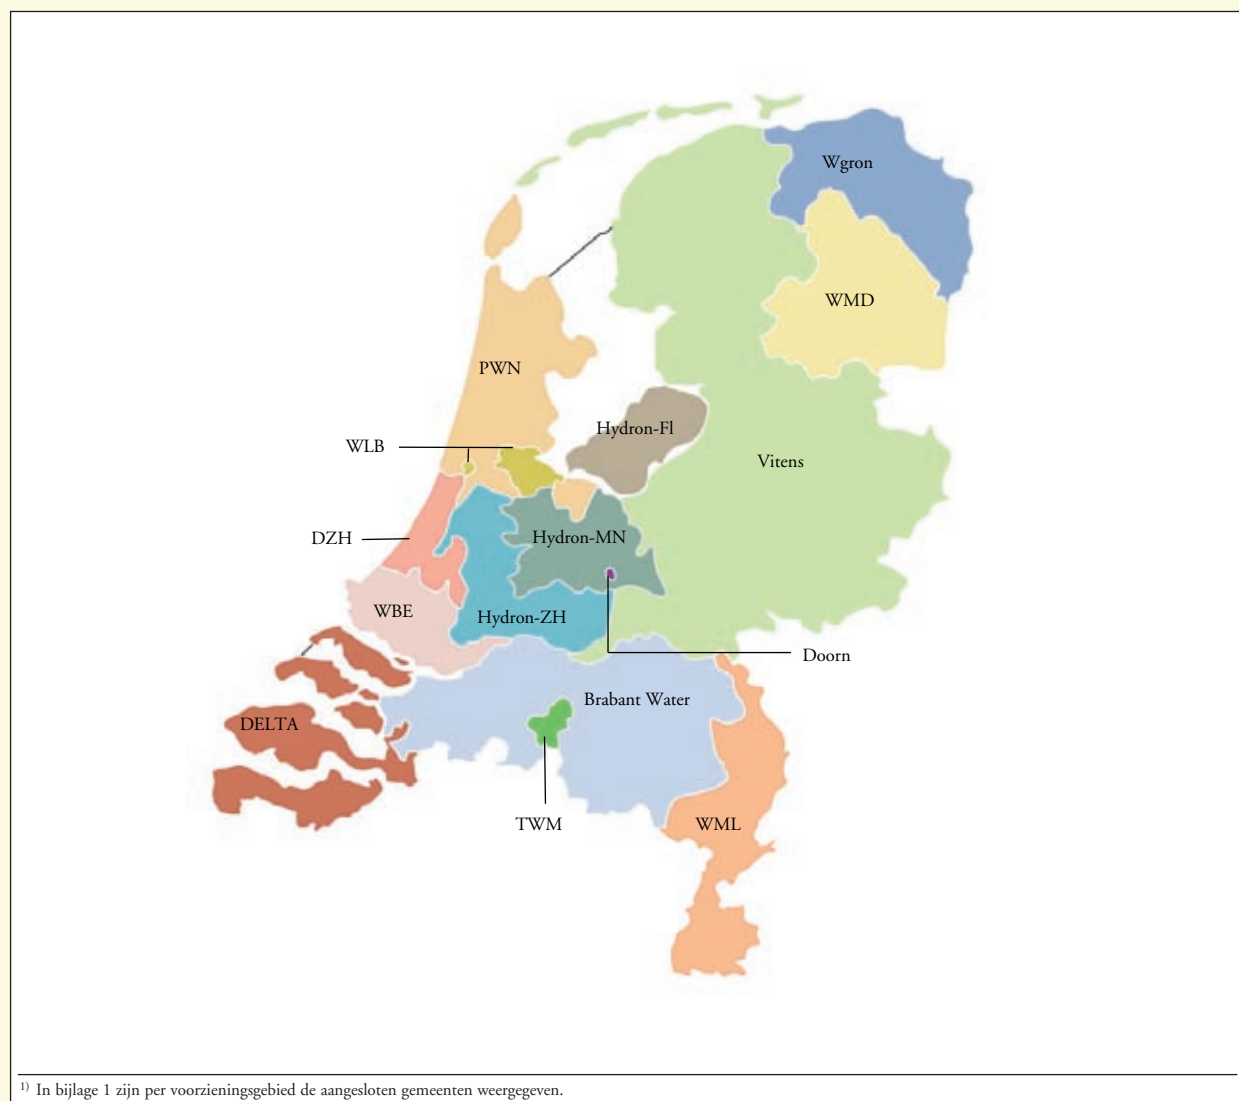 Wgron
WMD
PWN
Hydron-Fl
WLB
Vitens
DZH
Hydron-MN
WBE
Hydron-ZH
Doorn
Brabant Water
DELTA
TWM
WML
1) In bijlage 1 zijn per voorzieningsgebied de aangesloten gemeenten weergegeven.